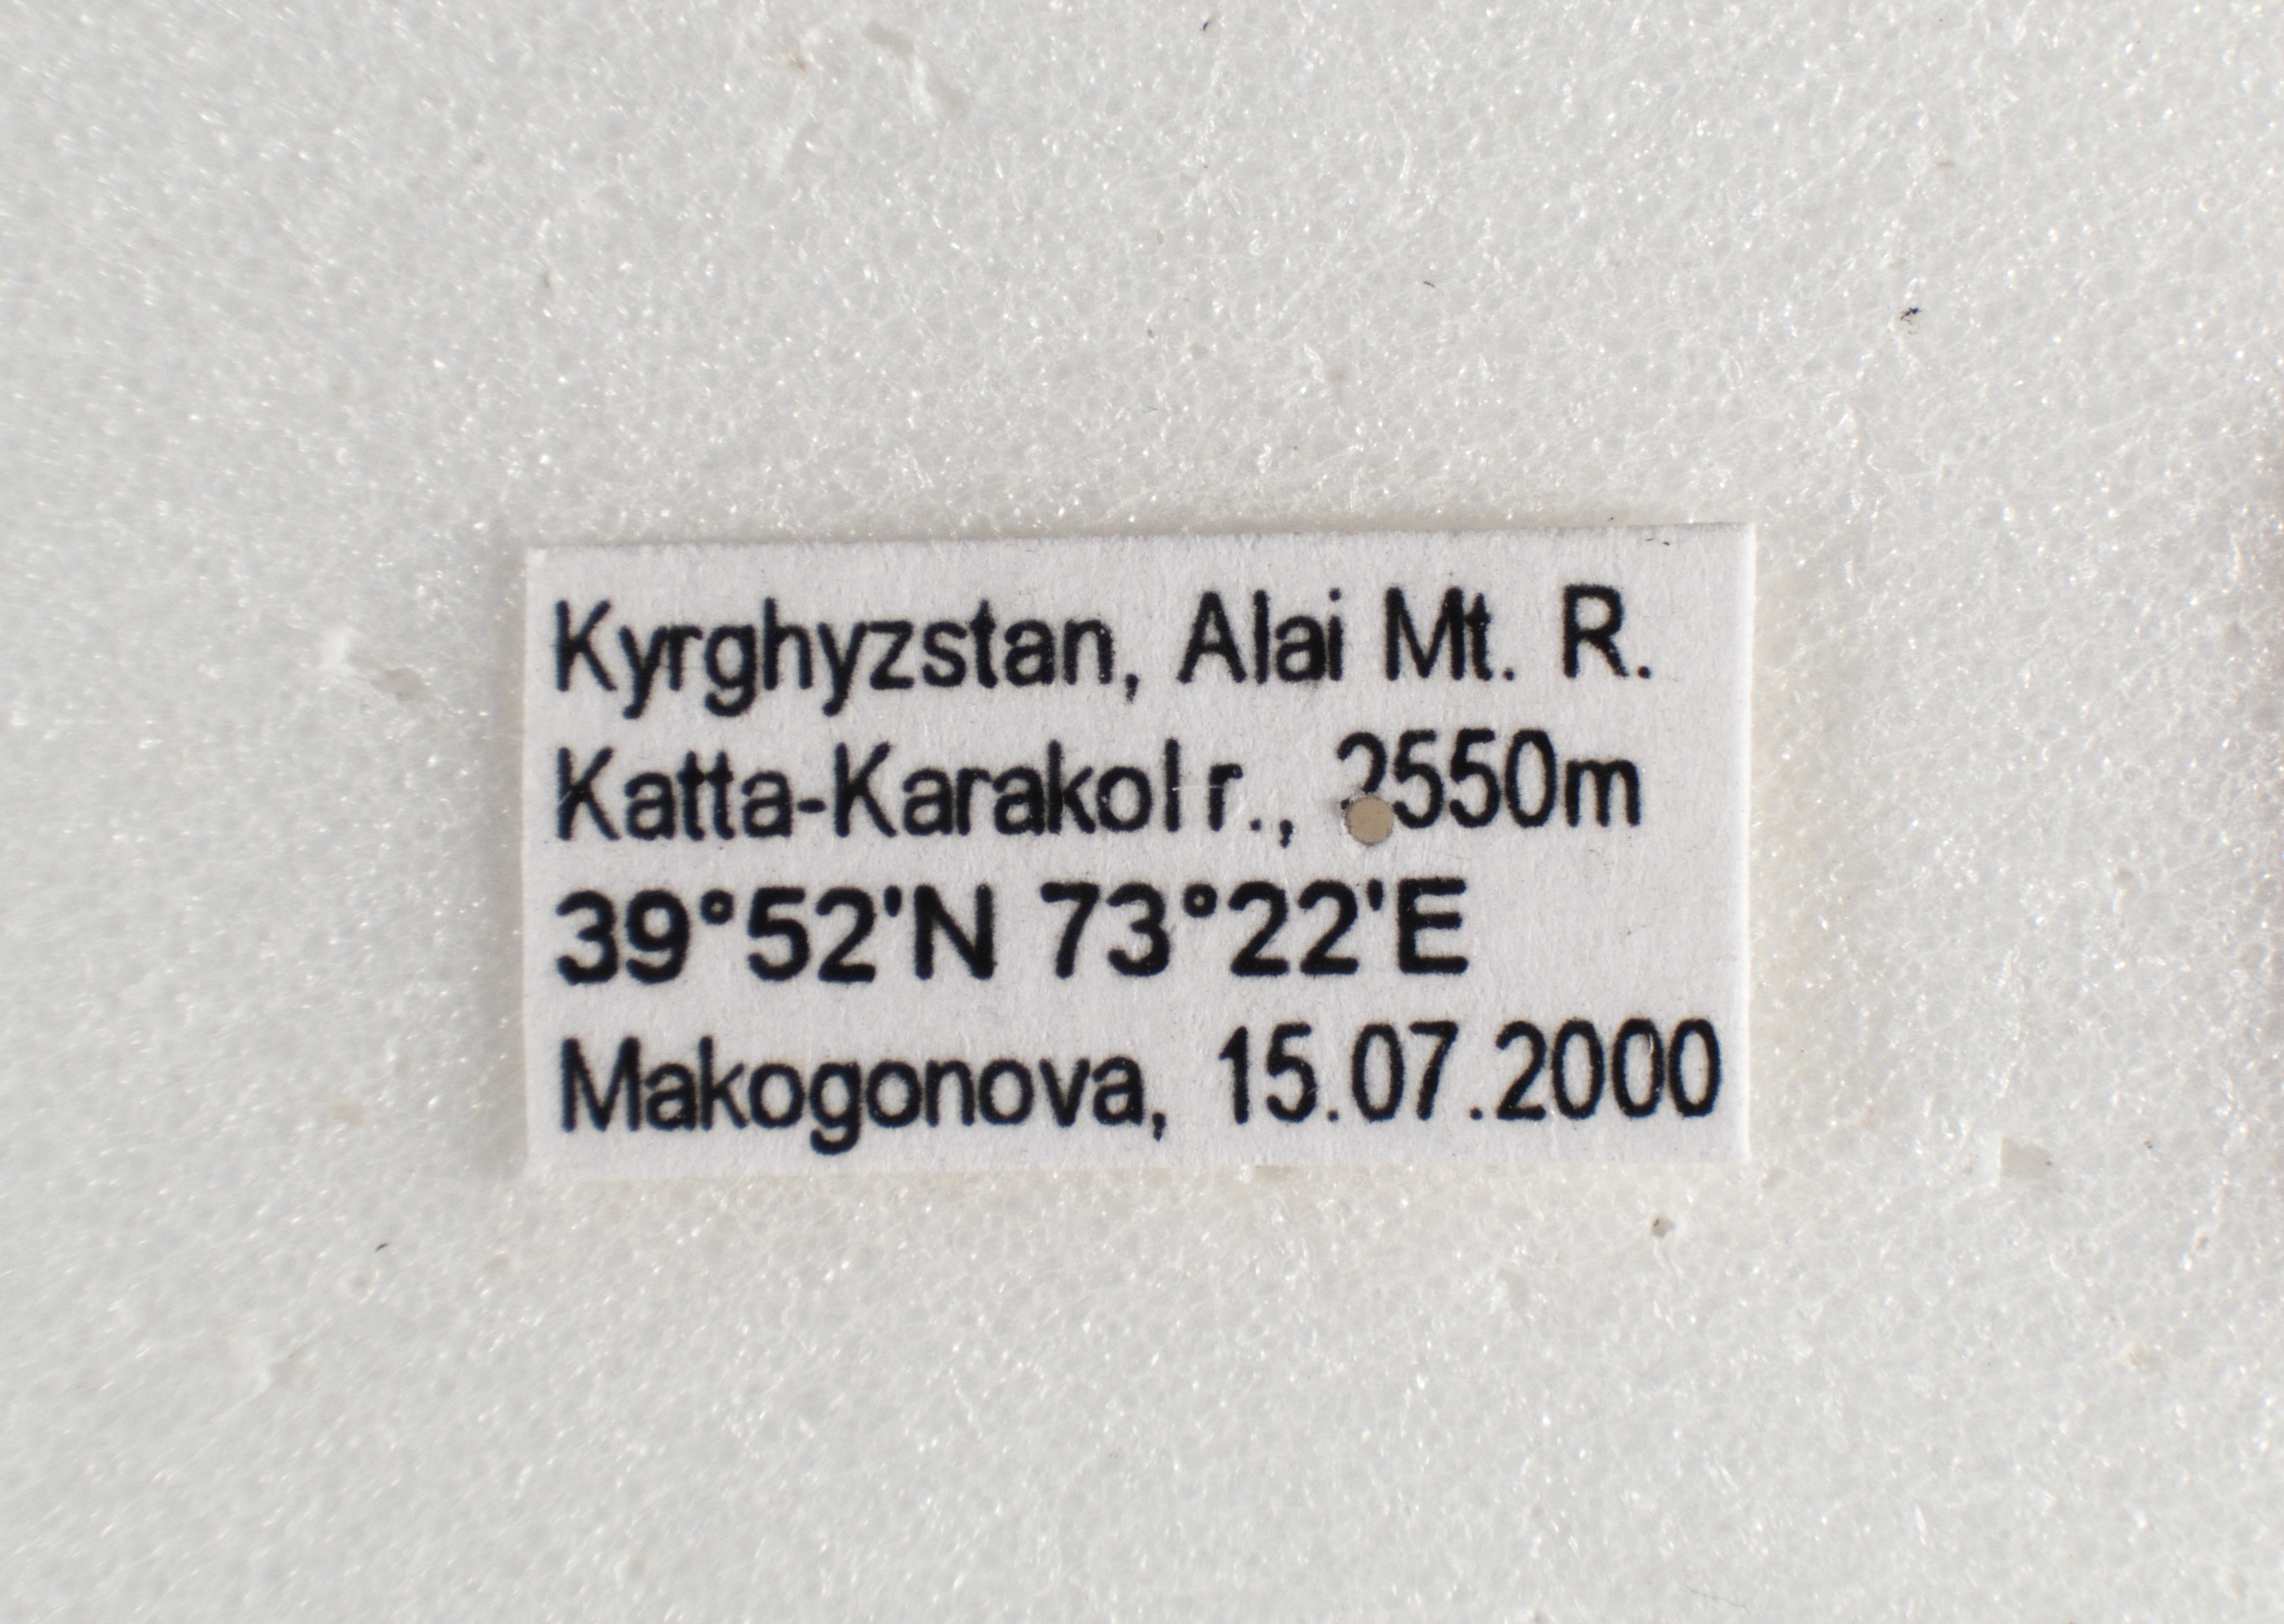 Kyrghyzstan, Alai Mt. R.
Katta-Karakol r., 2550m
39°52'N 73°22'E
Makogonova, 15.07.2000